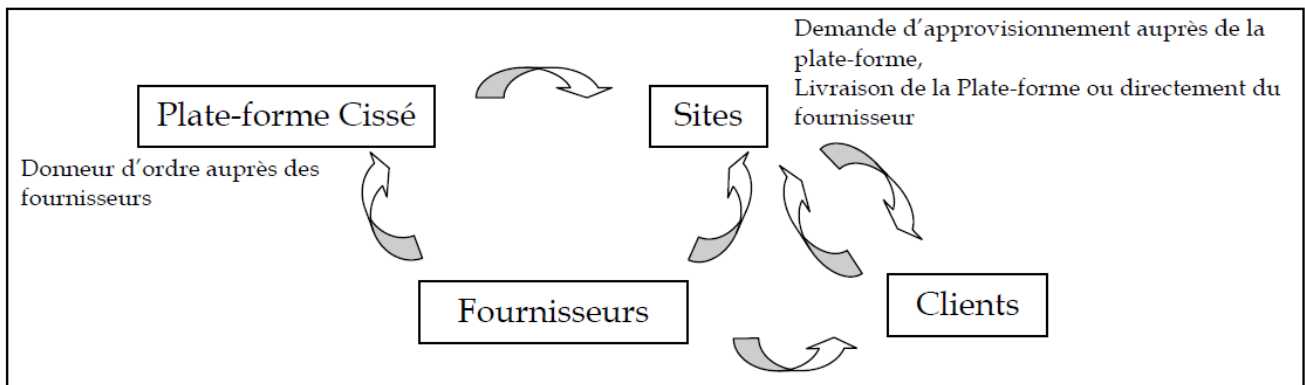 Demande d'approvisionnement auprès de la
plate-forme,
Livraison de la Plate-forme ou directement du
fournisseur
Plate-forme Cissé
Sites
Donneur d'ordre auprès des
fournisseurs
Fournisseurs
Clients